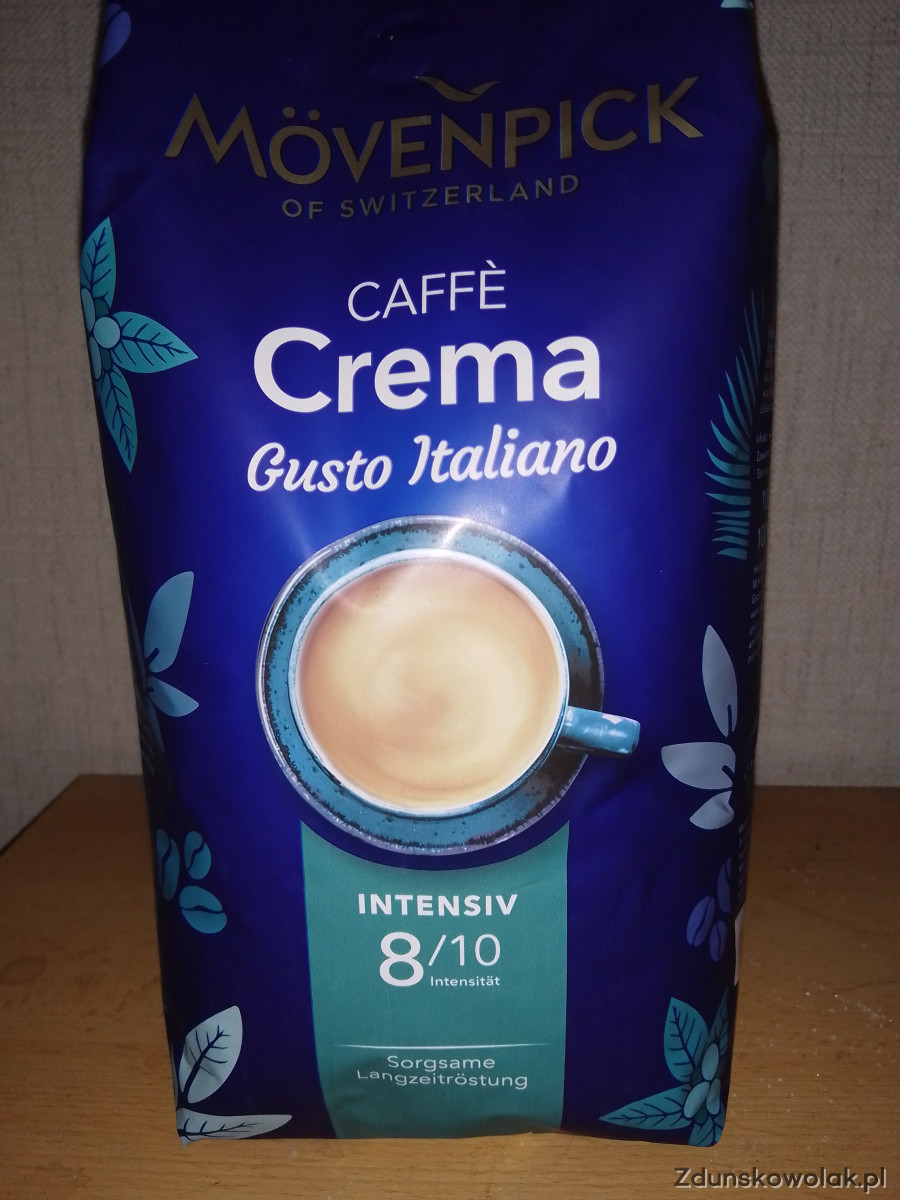 MÖVENPICK
OF SWITZERLAND
CAFFÈ
Crema
Gusto Italiano
INTENSIV
8/10
Intensität
Sorgsame
Langzeitröstung
Zdunskowolak.pl